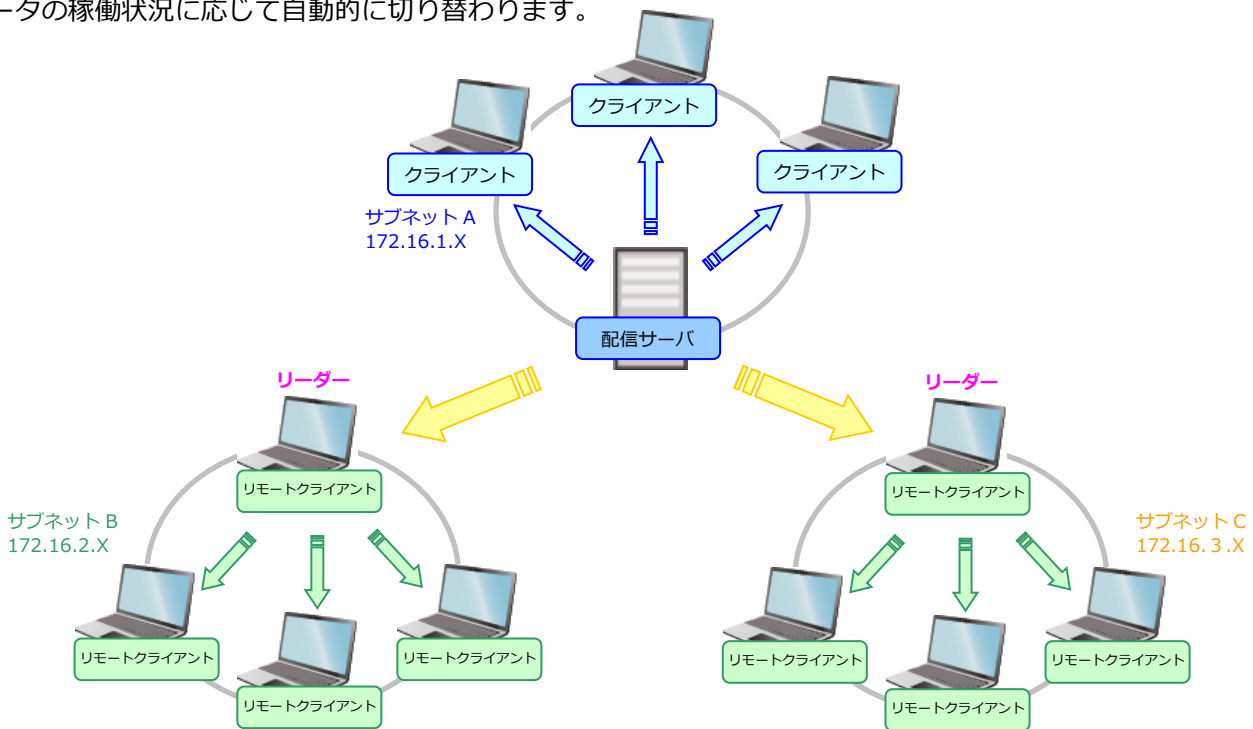 ータの稼働状況に応じて自動的に切り替わります。
クライアント
クライアント
クライアント
サブネット A
172.16.1.X
配信サーバ
リーダー
リモートクライアント
サブネット B
172.16.2.X
リモートクライアント
リモートクライアント
リモートクライアント
リーダー
リモートクライアント
サブネット C
172.16.３.X
リモートクライアント
リモートクライアント
リモートクライアント